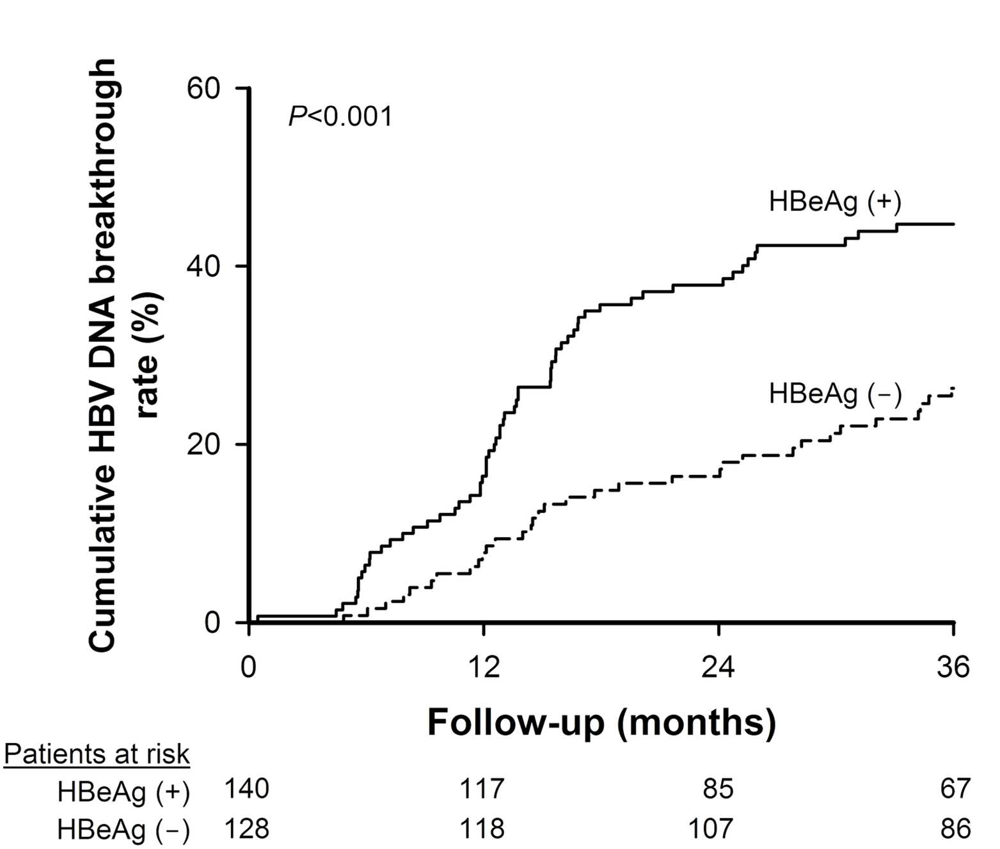 Cumulative HBV DNA breakthrough
rate (%)
60
40
20
0
P<0.001
HBeAg (+)
HBeAg (−)
0 12 24 36
Follow-up (months)
Patients at risk
HBeAg (+) 140 117 85 67
HBeAg (−) 128 118 107 86